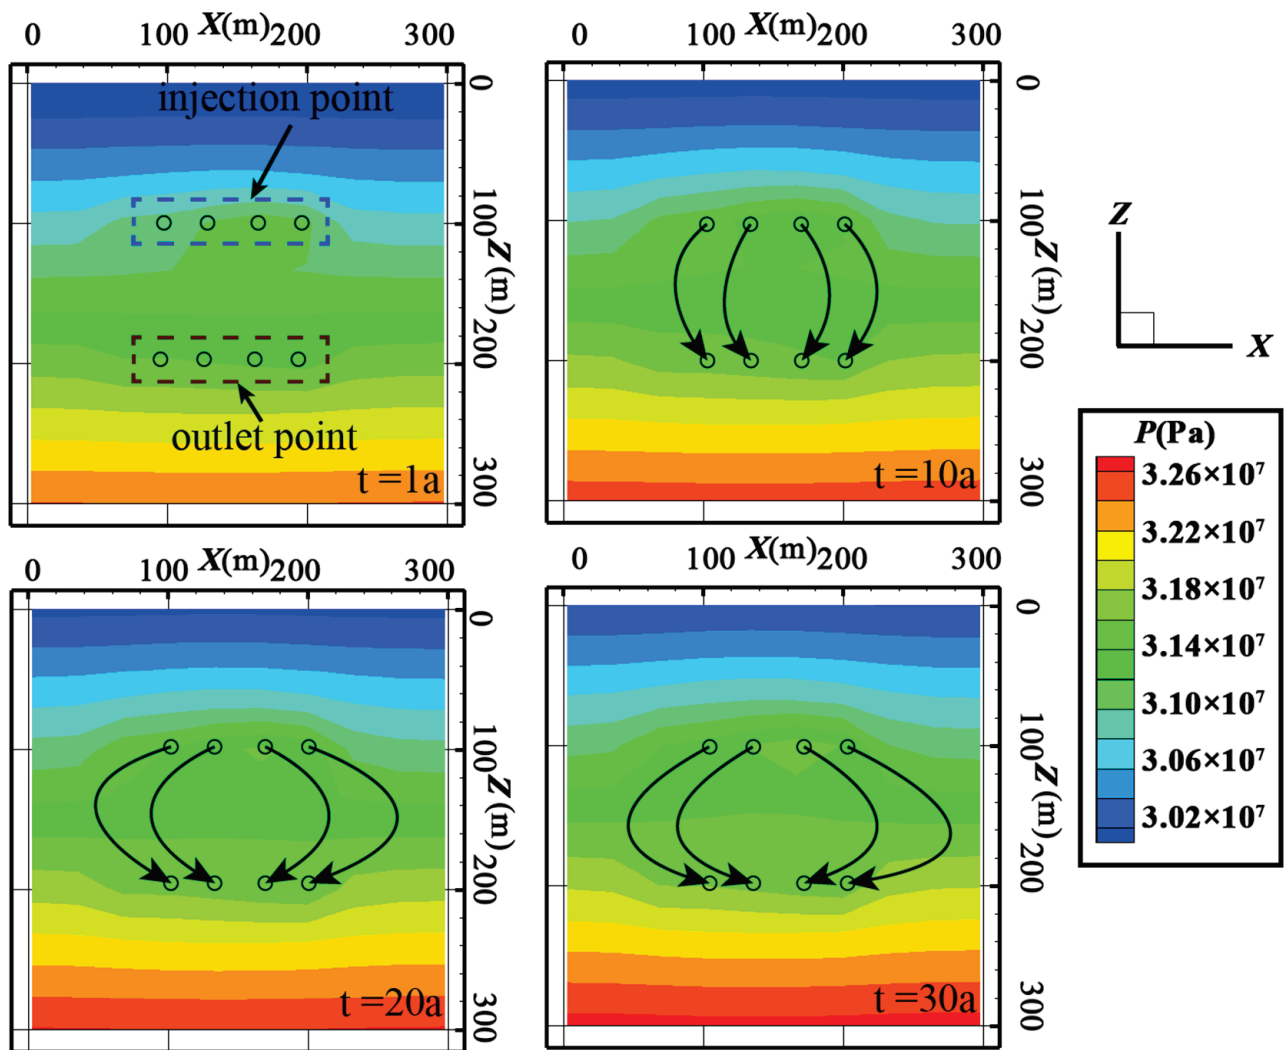 0 100 X(m) 200 300
0
100
Z(m)
200
300
injection point
outlet point
t =1a
0 100 X(m) 200 300
0
100
Z(m)
200
300
t =10a
Z
X
P(Pa)
3.26×10⁷
3.22×10⁷
3.18×10⁷
3.14×10⁷
3.10×10⁷
3.06×10⁷
3.02×10⁷
0 100 X(m) 200 300
0
100
Z(m)
200
300
t =20a
0 100 X(m) 200 300
0
100
Z(m)
200
300
t =30a